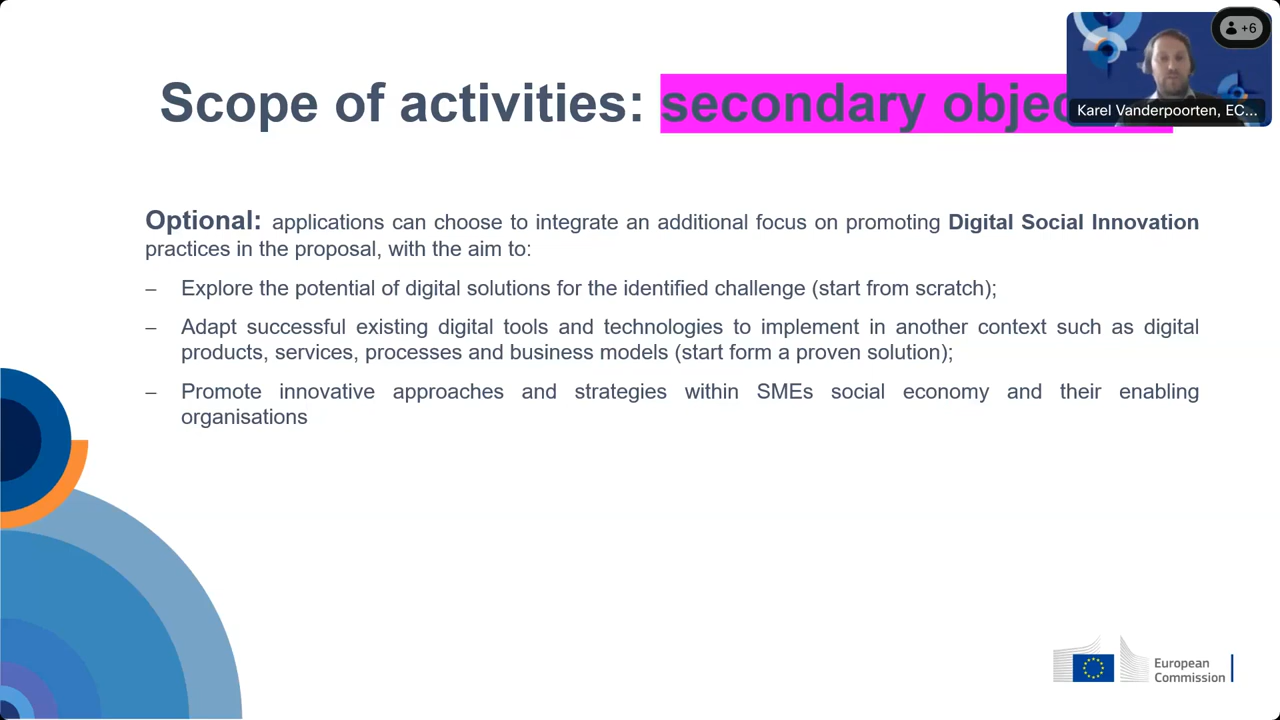 +6
Karel Vanderpoorten, EC...
Scope of activities: secondary
Optional: applications can choose to integrate an additional focus on promoting Digital Social Innovation
practices in the proposal, with the aim to:
– Explore the potential of digital solutions for the identified challenge (start from scratch);
– Adapt successful existing digital tools and technologies to implement in another context such as digital
products, services, processes and business models (start form a proven solution);
– Promote innovative approaches and strategies within SMEs social economy and their enabling
organisations
European
Commission